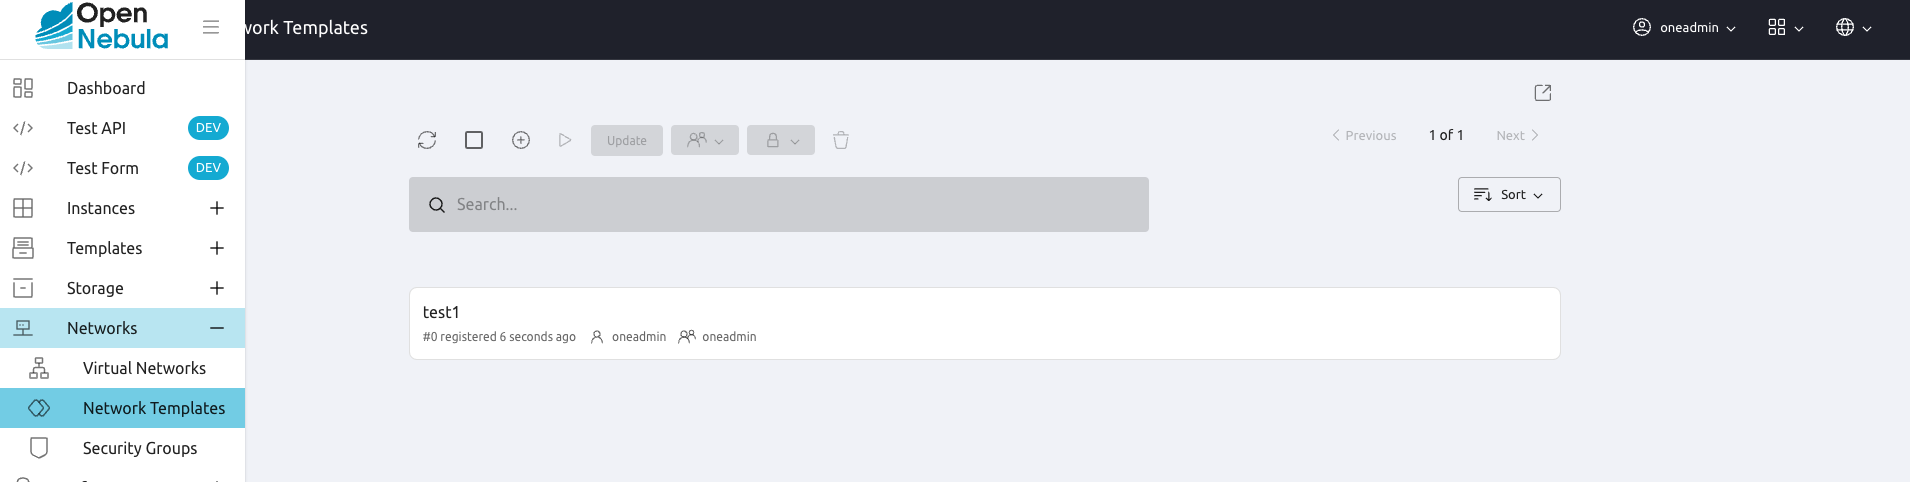 Open
Nebula
work Templates
oneadmin
Dashboard
Test API DEV
Test Form DEV
Instances
Templates
Storage
Networks
Virtual Networks
Network Templates
Security Groups
Update
Previous 1 of 1 Next
Search...
Sort
test1
#0 registered 6 seconds ago oneadmin oneadmin